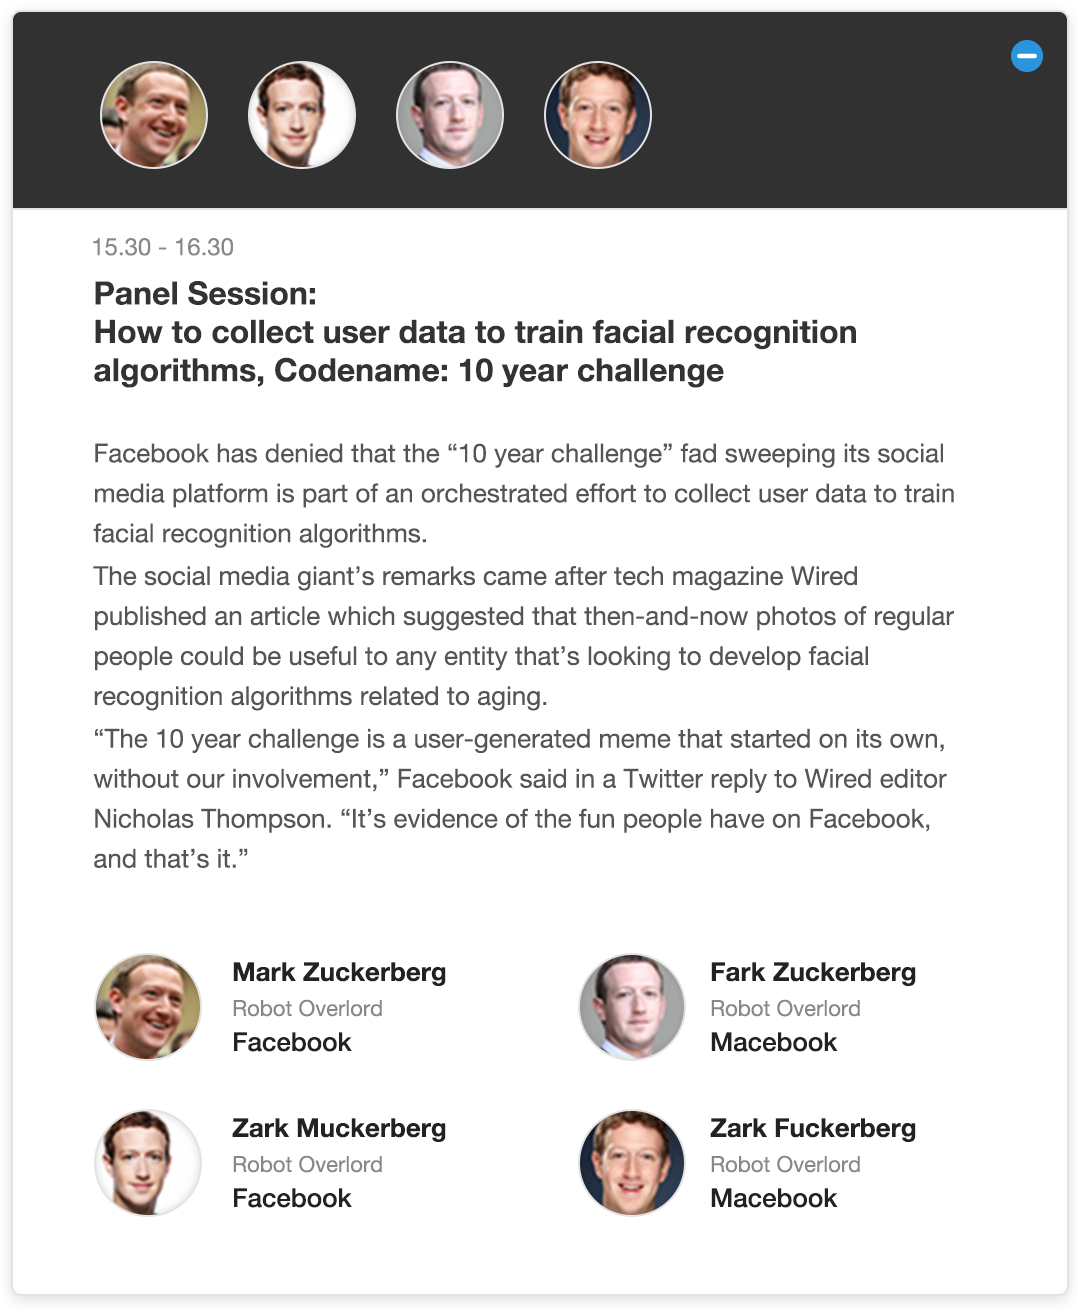 15.30 - 16.30
Panel Session:
How to collect user data to train facial recognition
algorithms, Codename: 10 year challenge
Facebook has denied that the “10 year challenge” fad sweeping its social
media platform is part of an orchestrated effort to collect user data to train
facial recognition algorithms.
The social media giant’s remarks came after tech magazine Wired
published an article which suggested that then-and-now photos of regular
people could be useful to any entity that’s looking to develop facial
recognition algorithms related to aging.
“The 10 year challenge is a user-generated meme that started on its own,
without our involvement,” Facebook said in a Twitter reply to Wired editor
Nicholas Thompson. “It’s evidence of the fun people have on Facebook,
and that’s it.”
Mark Zuckerberg
Robot Overlord
Facebook
Fark Zuckerberg
Robot Overlord
Macebook
Zark Muckerberg
Robot Overlord
Facebook
Zark Fuckerberg
Robot Overlord
Macebook